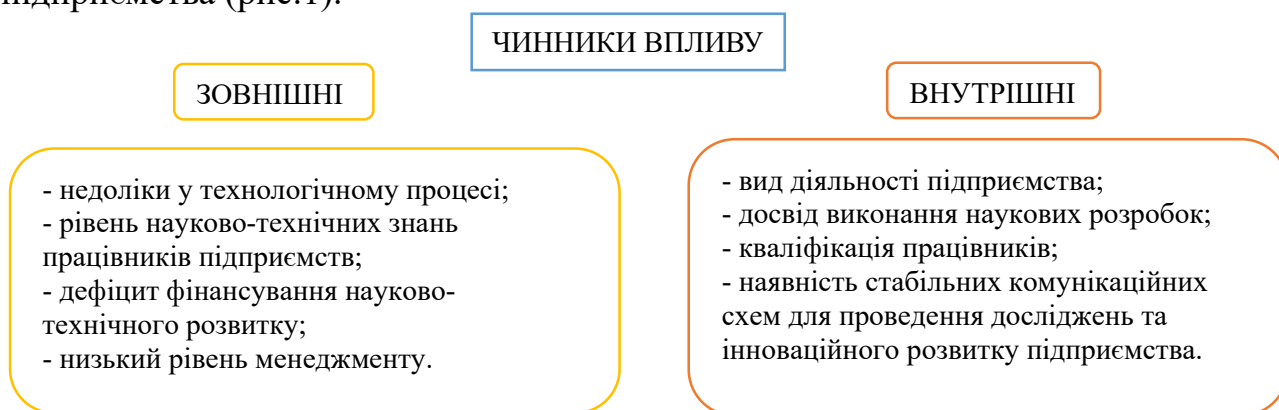 підприємства (рис.1).
ЧИННИКИ ВПЛИВУ
ЗОВНІШНІ
- недоліки у технологічному процесі;
- рівень науково-технічних знань
працівників підприємств;
- дефіцит фінансування науково-
технічного розвитку;
- низький рівень менеджменту.
ВНУТРІШНІ
- вид діяльності підприємства;
- досвід виконання наукових розробок;
- кваліфікація працівників;
- наявність стабільних комунікаційних
схем для проведення досліджень та
інноваційного розвитку підприємства.